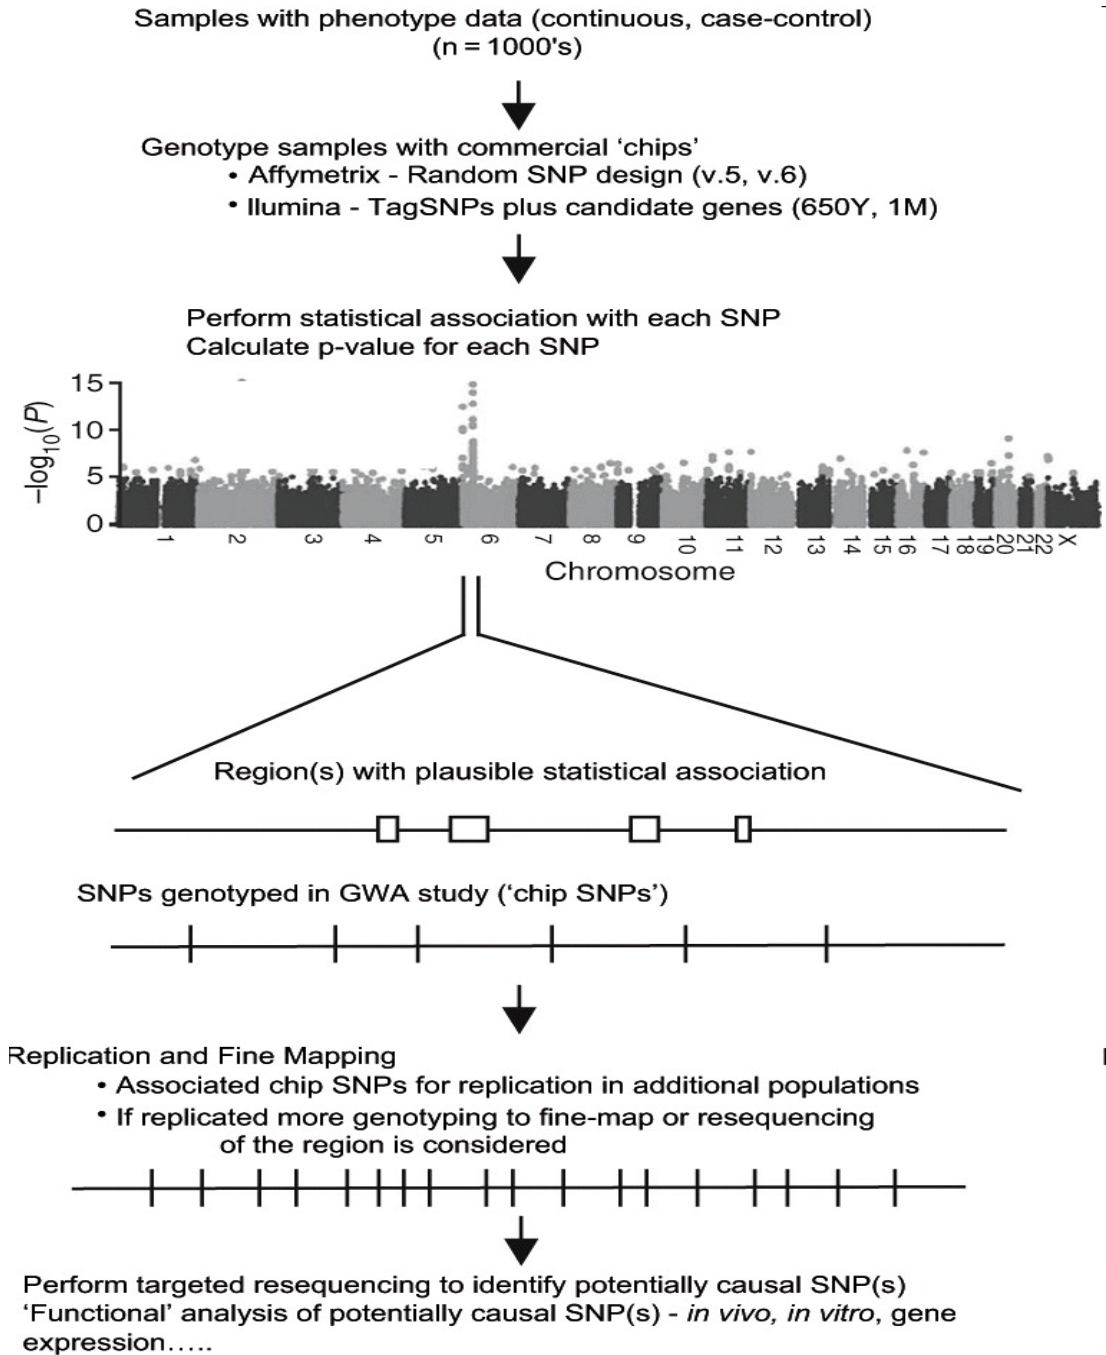 Samples with phenotype data (continuous, case-control)
(n = 1000's)
Genotype samples with commercial ‘chips’
• Affymetrix - Random SNP design (v.5, v.6)
• Ilumina - TagSNPs plus candidate genes (650Y, 1M)
Perform statistical association with each SNP
Calculate p-value for each SNP
15
10
5
0
–log10(P)
1 2 3 4 5 6 7 8 9 10 11 12 13 14 15 16 17 18 19 20 21 22 X
Chromosome
Region(s) with plausible statistical association
SNPs genotyped in GWA study (‘chip SNPs’)
Replication and Fine Mapping
• Associated chip SNPs for replication in additional populations
• If replicated more genotyping to fine-map or resequencing
of the region is considered
Perform targeted resequencing to identify potentially causal SNP(s)
‘Functional’ analysis of potentially causal SNP(s) - in vivo, in vitro, gene
expression.....